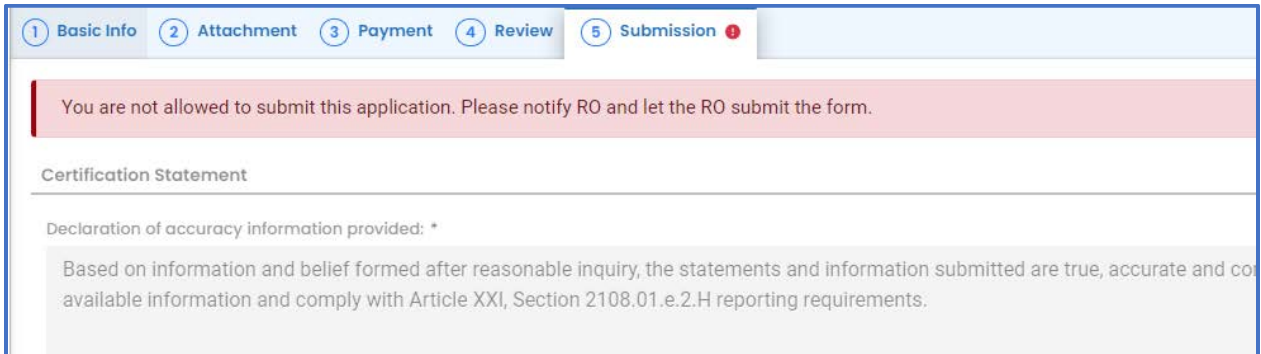 1 Basic Info 2 Attachment 3 Payment 4 Review 5 Submission !
You are not allowed to submit this application. Please notify RO and let the RO submit the form.
Certification Statement
Declaration of accuracy information provided: *
Based on information and belief formed after reasonable inquiry, the statements and information submitted are true, accurate and
available information and comply with Article XXI, Section 2108.01.e.2.H reporting requirements.